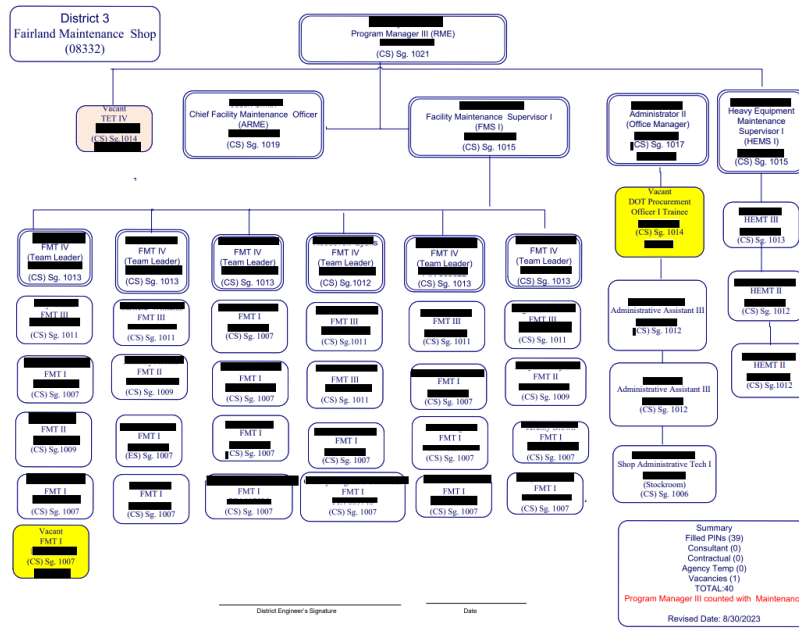 District 3
Fairland Maintenance Shop
(08332)
Program Manager III (RME)
(CS) Sg. 1021
Vacant
TET IV
(CS) Sg.1014
Chief Facility Maintenance Officer
(ARME)
(CS) Sg. 1019
Facility Maintenance Supervisor I
(FMS I)
(CS) Sg. 1015
Administrator II
(Office Manager)
(CS) Sg. 1017
Heavy Equipment
Maintenance
Supervisor I
(HEMS I)
(CS) Sg. 1015
Vacant
DOT Procurement
Officer I Trainee
(CS) Sg. 1014
HEMT III
(CS) Sg. 1013
FMT IV
(Team Leader)
(CS) Sg. 1013
FMT IV
(Team Leader)
(CS) Sg. 1013
FMT IV
(Team Leader)
(CS) Sg. 1013
FMT IV
(Team Leader)
(CS) Sg.1012
FMT IV
(Team Leader)
(CS) Sg. 1013
FMT IV
(Team Leader)
(CS) Sg. 1013
FMT III
(CS) Sg. 1011
FMT III
(CS) Sg. 1011
FMT I
(CS) Sg. 1007
FMT III
(CS) Sg.1011
FMT III
(CS) Sg.1011
FMT III
(CS) Sg. 1011
Administrative Assistant III
(CS) Sg. 1012
HEMT II
(CS) Sg. 1012
FMT I
(CS) Sg. 1007
FMT II
(CS) Sg. 1009
FMT I
(CS) Sg. 1007
FMT III
(CS) Sg. 1011
FMT I
(CS) Sg. 1007
FMT II
(CS) Sg. 1009
Administrative Assistant III
(CS) Sg. 1012
HEMT II
(CS) Sg.1012
FMT II
(CS) Sg.1009
FMT I
(ES) Sg. 1007
FMT I
(CS) Sg. 1007
FMT I
(CS) Sg. 1007
FMT I
(CS) Sg. 1007
FMT I
(CS) Sg. 1007
Shop Administrative Tech I
(Stockroom)
(CS) Sg. 1006
FMT I
(CS) Sg. 1007
FMT I
(CS) Sg. 1007
FMT I
(CS) Sg. 1007
FMT I
(CS) Sg. 1007
FMT I
(CS) Sg. 1007
FMT I
(CS) Sg. 1007
Vacant
FMT I
(CS) Sg. 1007
Summary
Filled PINs (39)
Consultant (0)
Contractual (0)
Agency Temp (0)
Vacancies (1)
TOTAL:40
Program Manager III counted with Maintenanc
Revised Date: 8/30/2023
District Engineer's Signature
Date